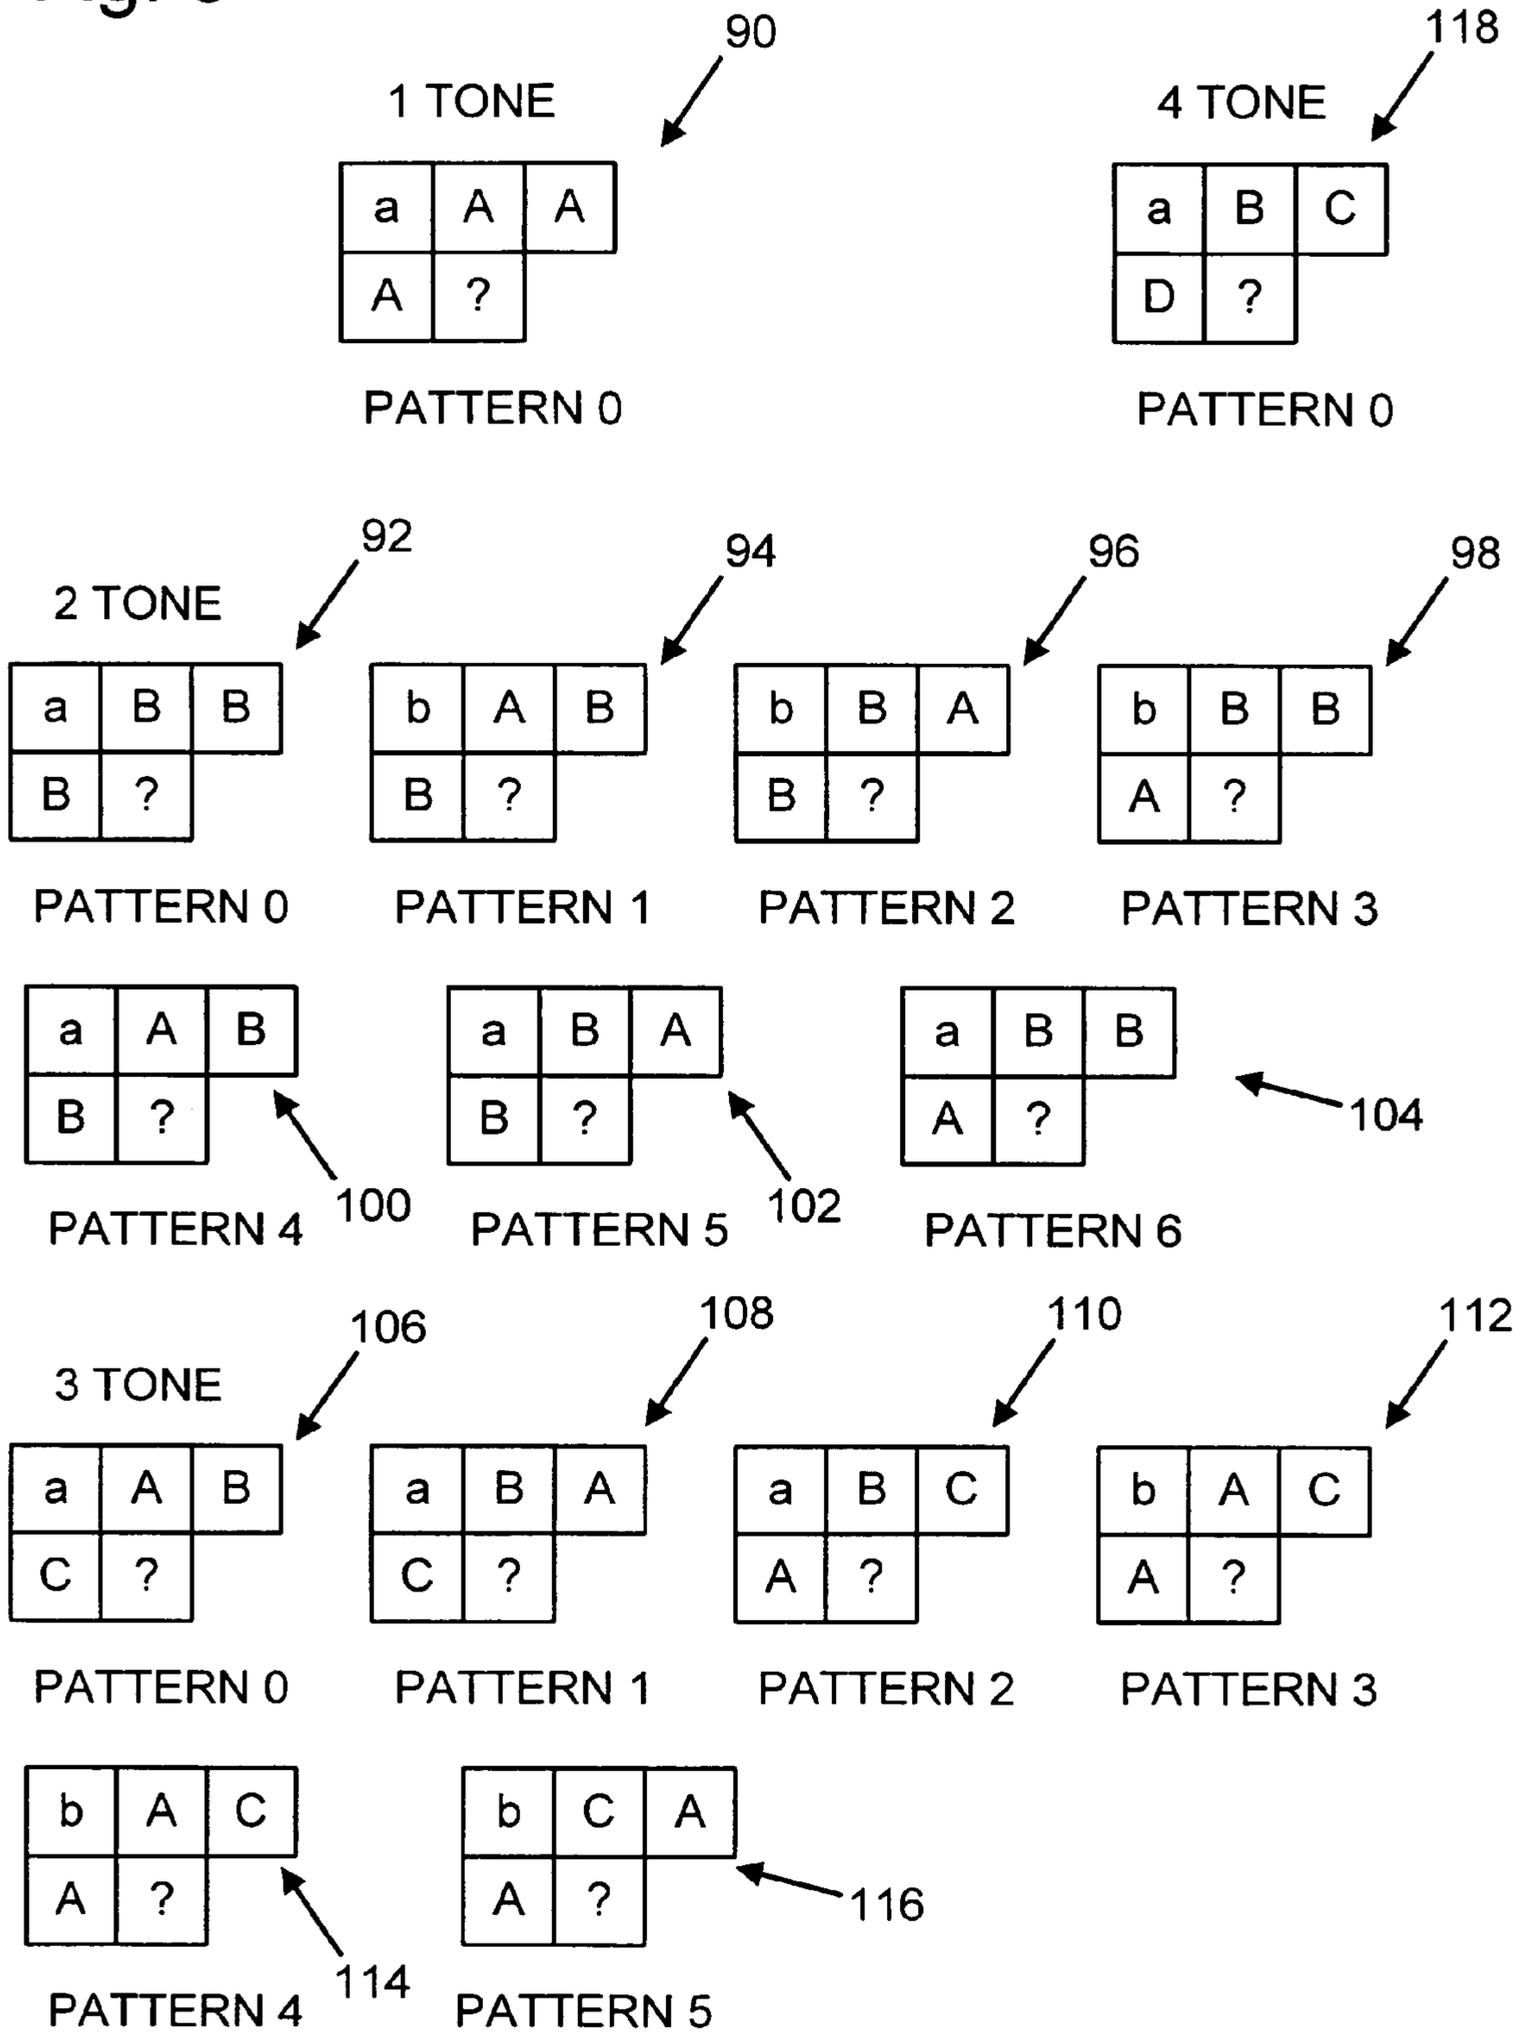 90
118
1 TONE
4 TONE
a A A
A ?
a B C
D ?
PATTERN 0
PATTERN 0
92
94
96
98
2 TONE
a B B
B ?
b A B
B ?
b B A
B ?
b B B
A ?
PATTERN 0
PATTERN 1
PATTERN 2
PATTERN 3
a A B
B ?
a B A
B ?
a B B
A ?
104
100
102
PATTERN 4
PATTERN 5
PATTERN 6
106
108
110
112
3 TONE
a A B
C ?
a B A
C ?
a B C
A ?
b A C
A ?
PATTERN 0
PATTERN 1
PATTERN 2
PATTERN 3
b A C
A ?
b C A
A ?
116
114
PATTERN 4
PATTERN 5